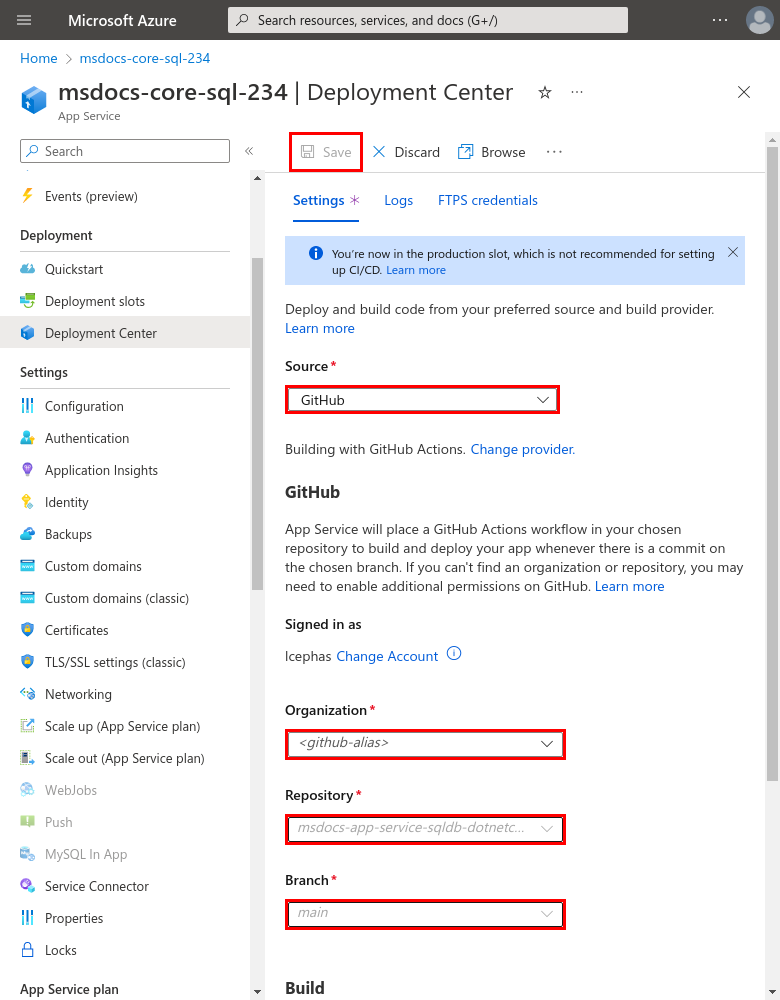 Microsoft Azure
Search resources, services, and docs (G+/)
Home > msdocs-core-sql-234
msdocs-core-sql-234 | Deployment Center
App Service
Search
Events (preview)
Deployment
Quickstart
Deployment slots
Deployment Center
Settings
Configuration
Authentication
Application Insights
Identity
Backups
Custom domains
Custom domains (classic)
Certificates
TLS/SSL settings (classic)
Networking
Scale up (App Service plan)
Scale out (App Service plan)
WebJobs
Push
MySQL In App
Service Connector
Properties
Locks
App Service plan
Save Discard Browse
Settings * Logs FTPS credentials
You're now in the production slot, which is not recommended for setting
up CI/CD. Learn more
Deploy and build code from your preferred source and build provider.
Learn more
Source *
GitHub
Building with GitHub Actions. Change provider.
GitHub
App Service will place a GitHub Actions workflow in your chosen
repository to build and deploy your app whenever there is a commit on
the chosen branch. If you can't find an organization or repository, you may
need to enable additional permissions on GitHub. Learn more
Signed in as
Icephas Change Account
Organization *
<github-alias>
Repository *
msdocs-app-service-sqldb-dotnetc...
Branch *
main
Build